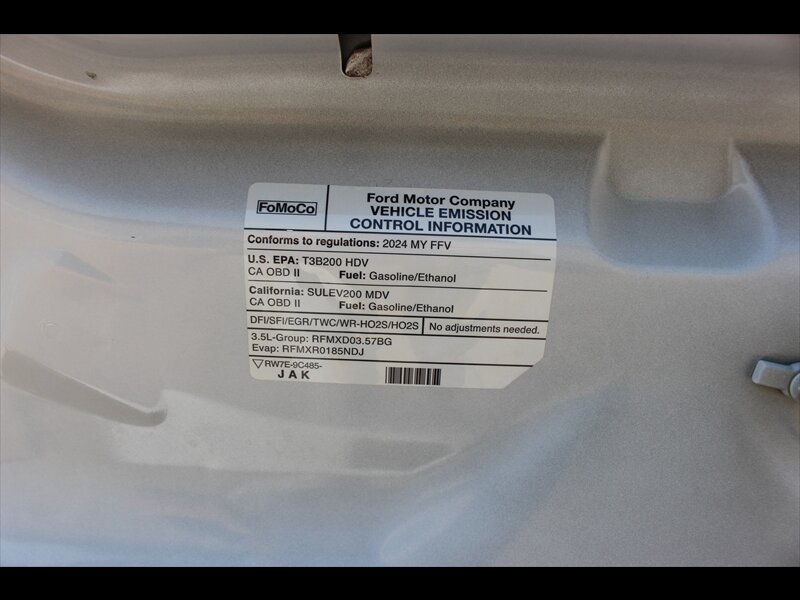 FoMoCo
Ford Motor Company
VEHICLE EMISSION
CONTROL INFORMATION
Conforms to regulations: 2024 MY FFV
U.S. EPA: T3B200 HDV
CA OBD II Fuel: Gasoline/Ethanol
California: SULEV200 MDV
CA OBD II Fuel: Gasoline/Ethanol
DFI/SFI/EGR/TWC/WR-HO2S/HO2S No adjustments needed.
3.5L-Group: RFMXD03.57BG
Evap: RFMXR0185NDJ
RW7E-9C485-
JAK